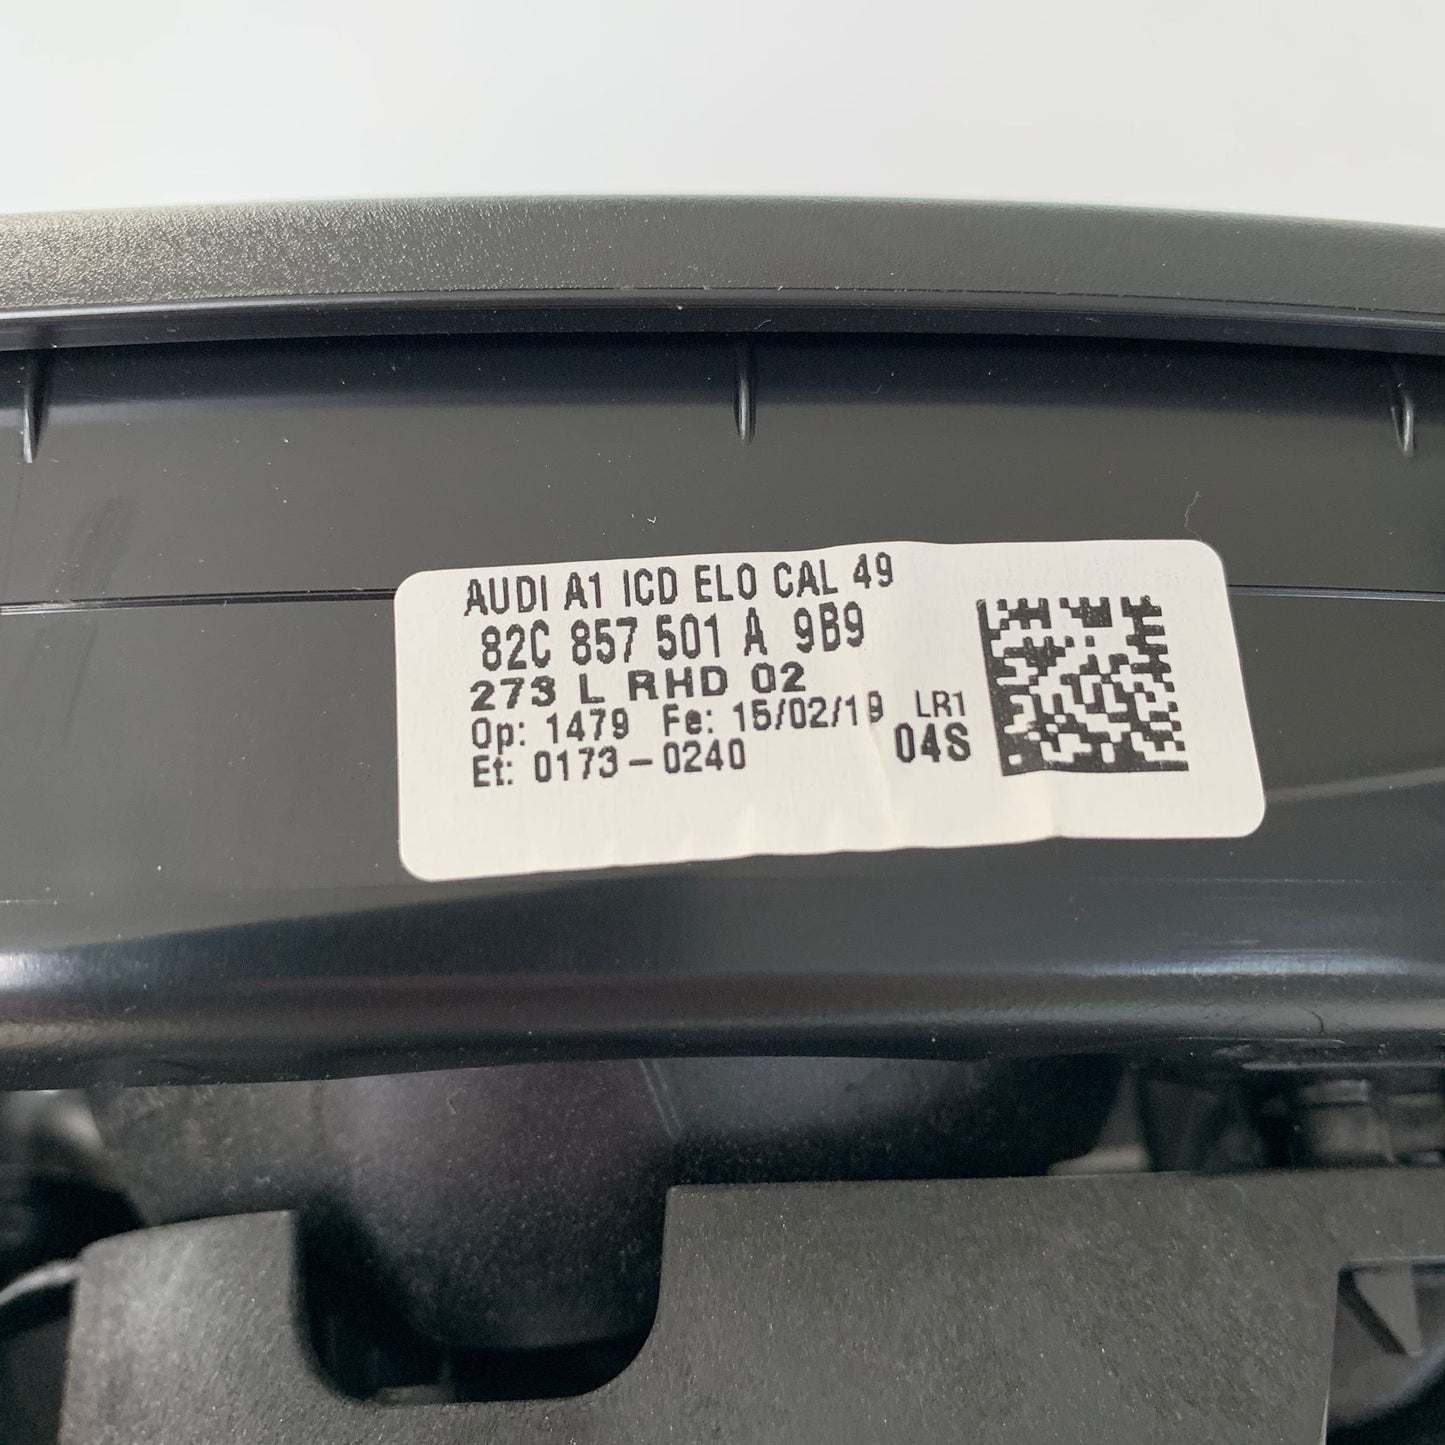 AUDI A1 ICD ELO CAL 49
82C 857 501 A 9B9
273 L RHD 02
Op: 1479 Fe: 15/02/19 LR1
Et: 0173-0240 04S